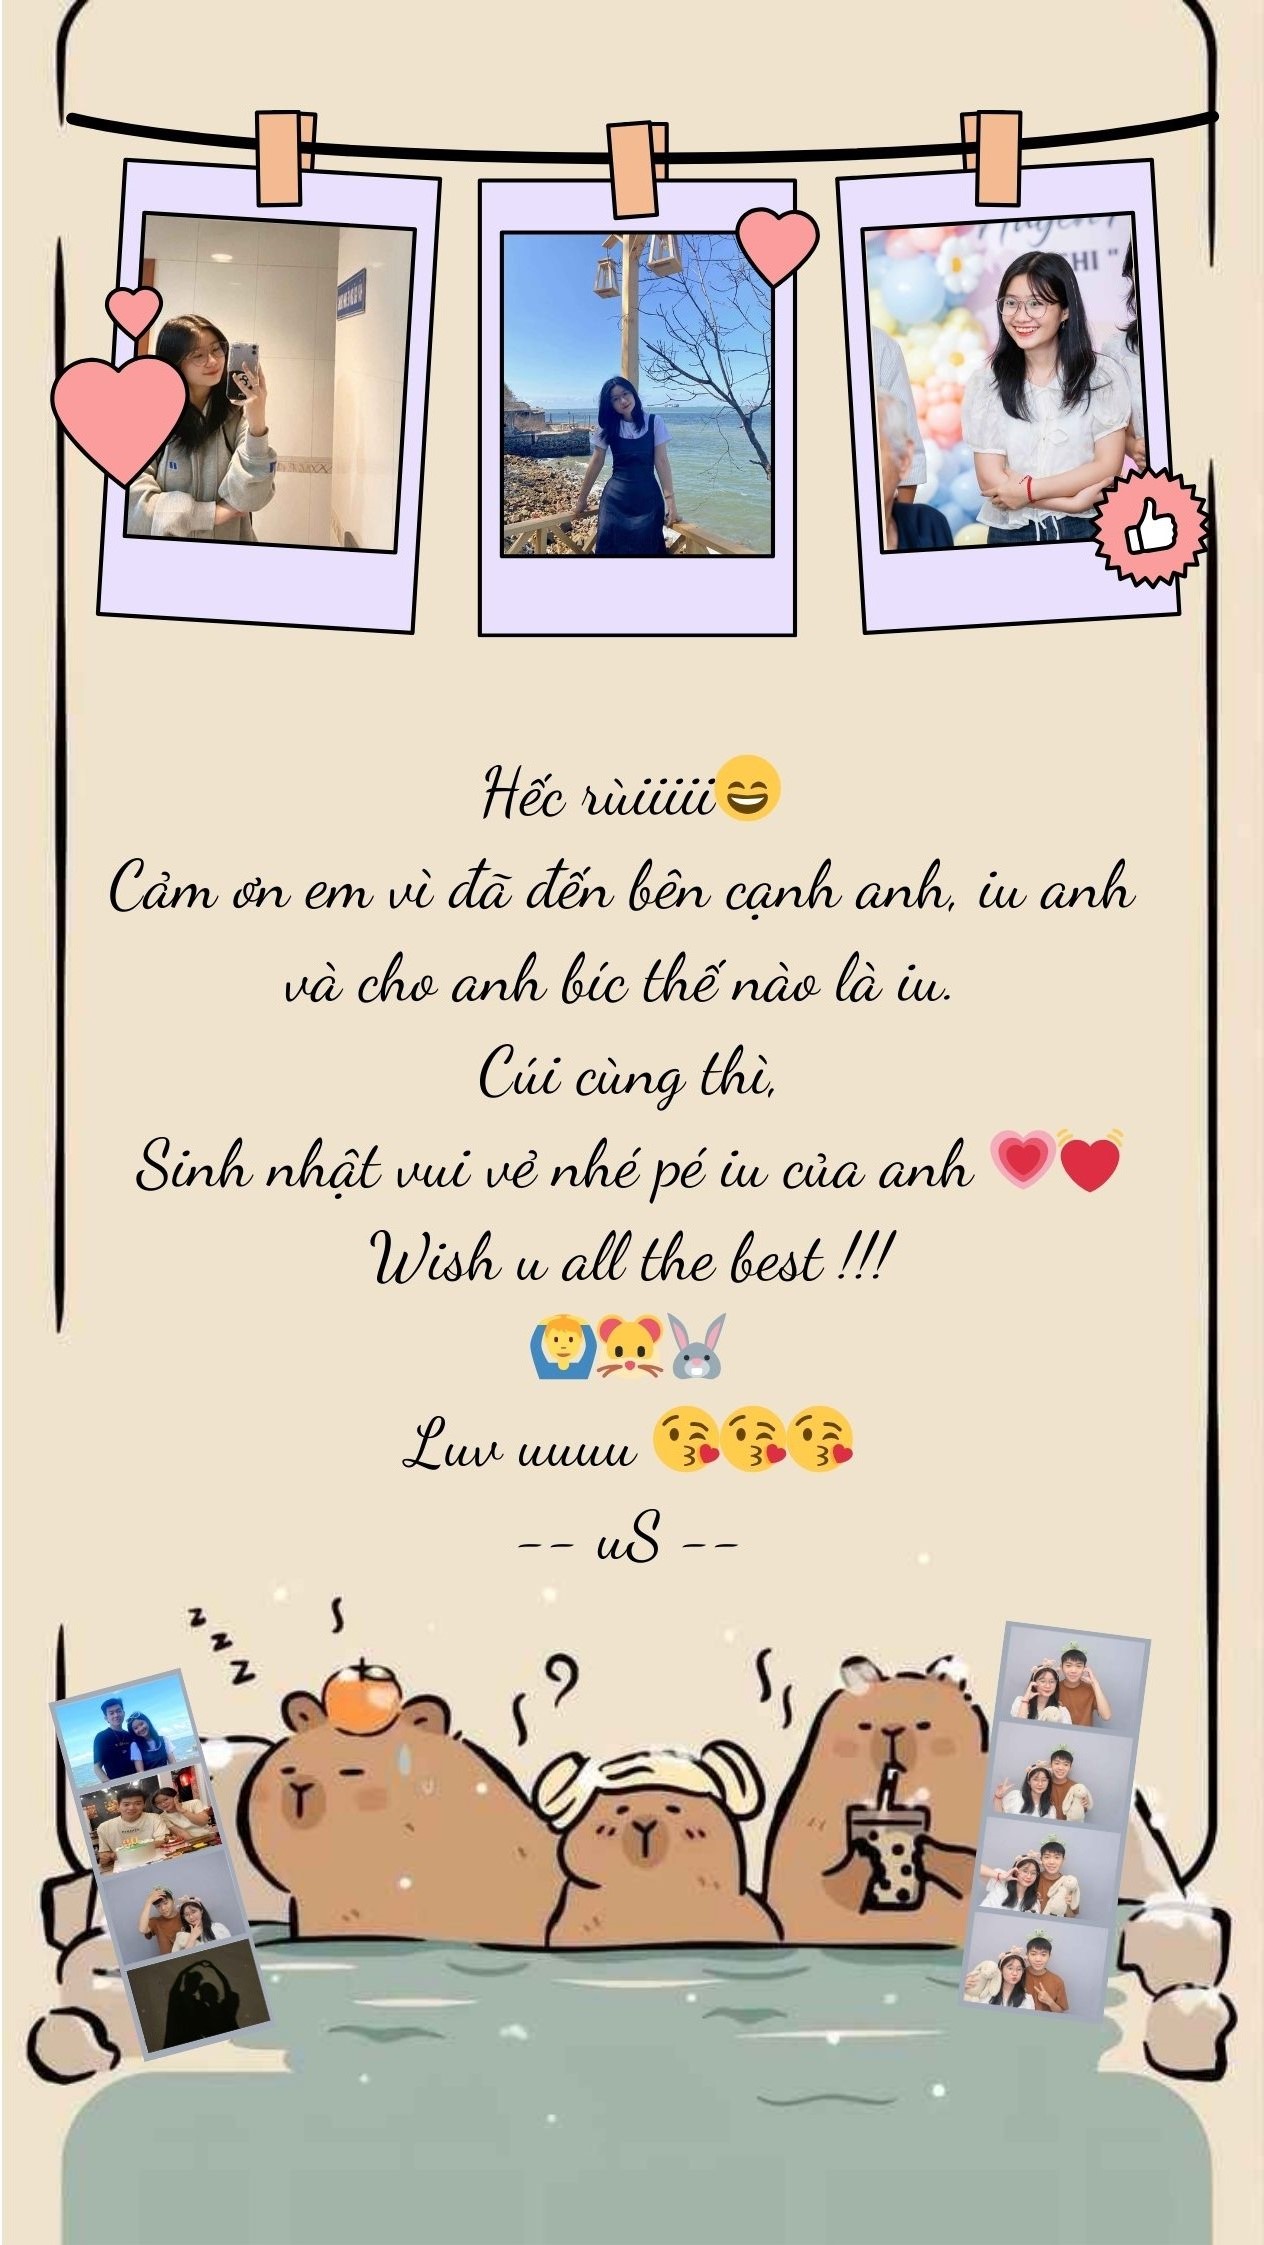 Hếc rùiiiii😄
Cảm ơn em vì đã đến bên cạnh anh, iu anh
và cho anh bíc thế nào là iu.
Cúi cùng thì,
Sinh nhật vui vẻ nhé pé iu của anh 💗💓
Wish u all the best !!!
🙆‍♂️🐹🐰
Luv uuuu 😘😘😘
-- uS --
z
z
z